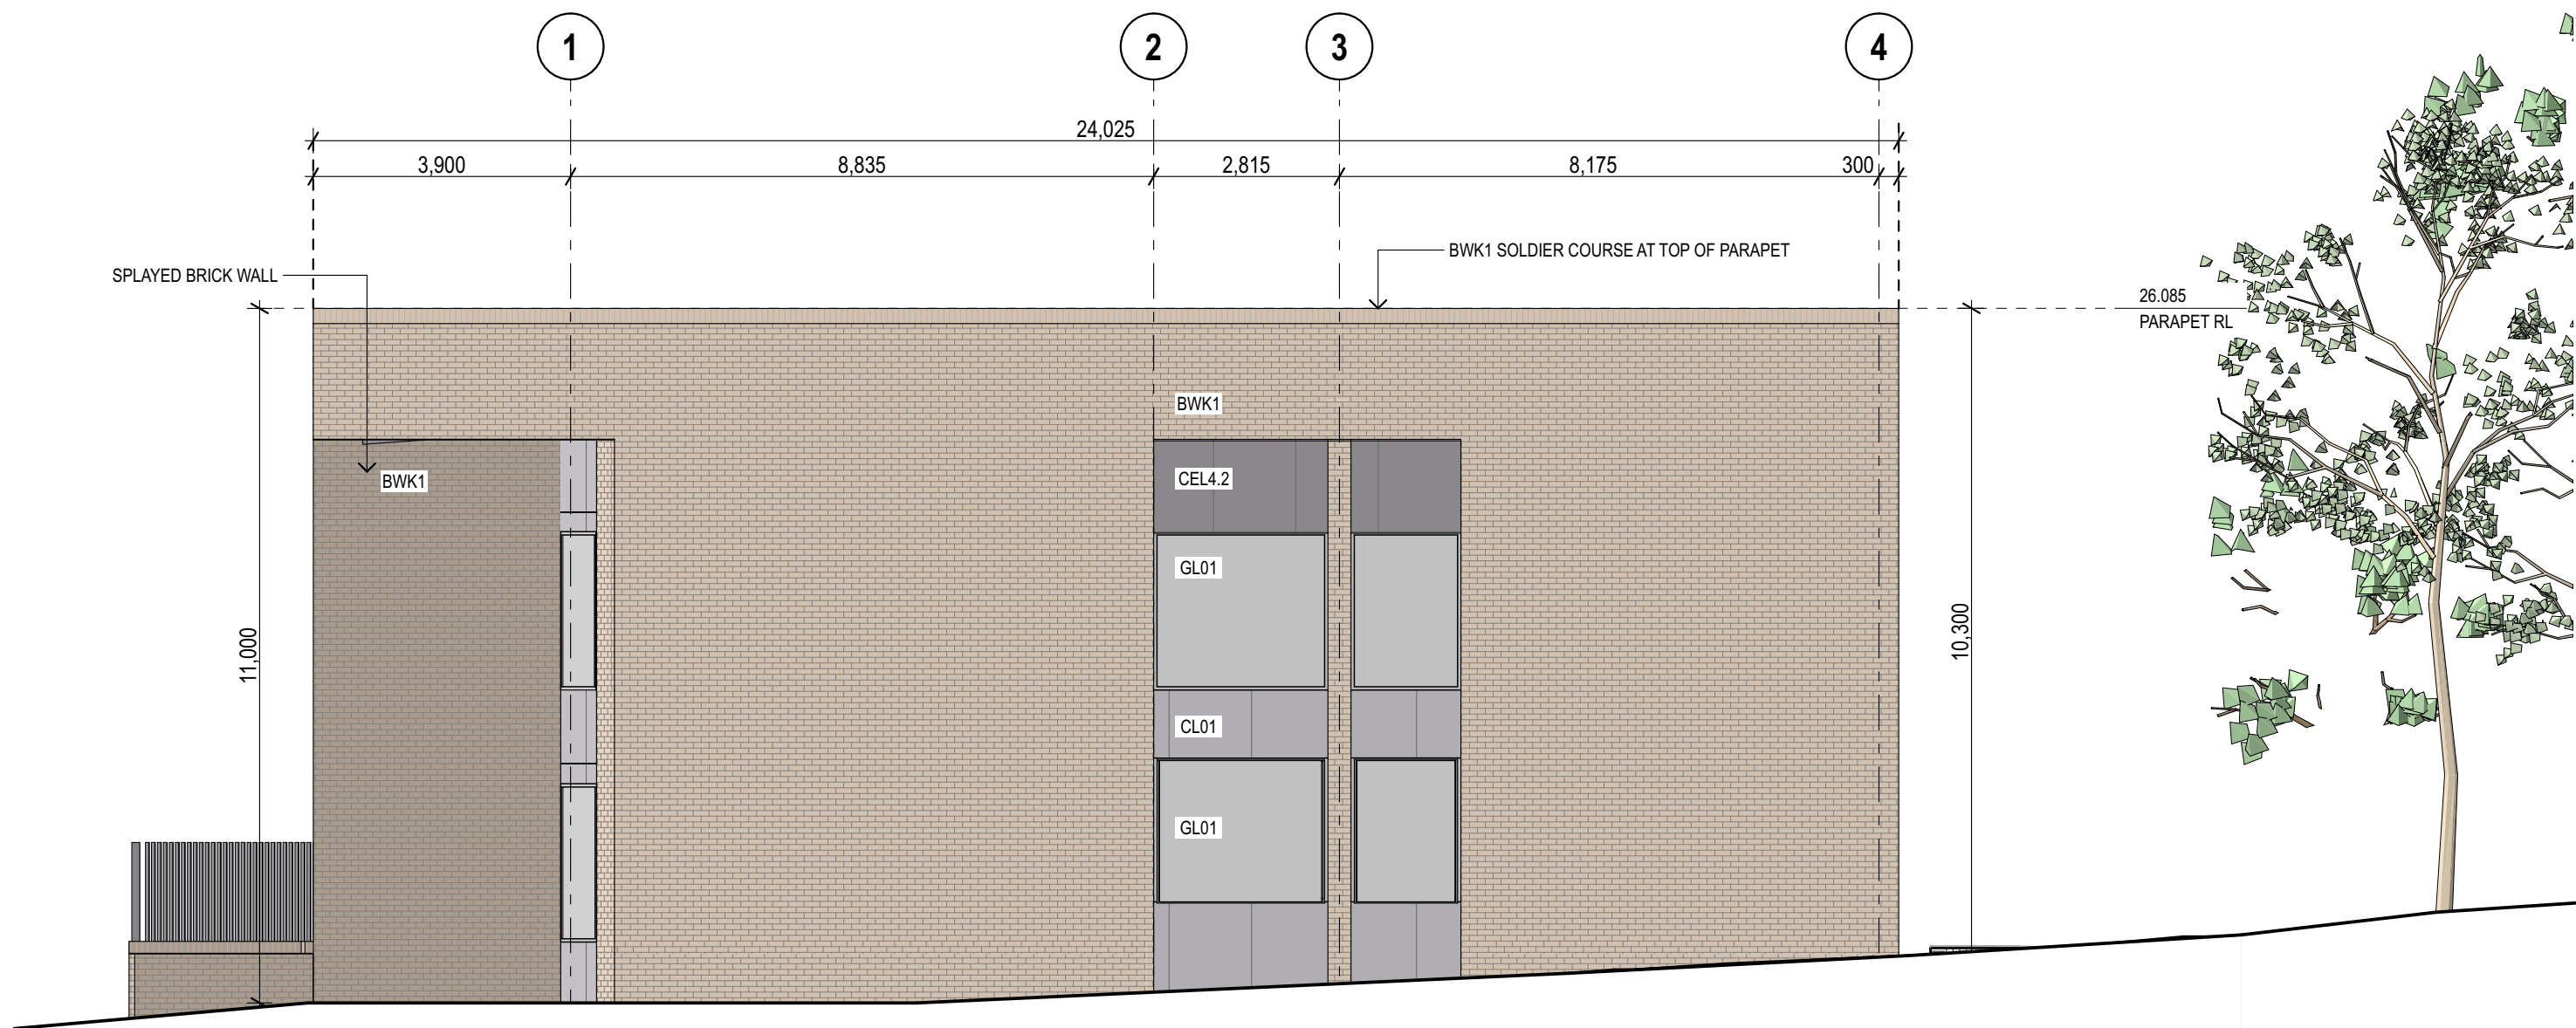 1
2
3
4
24,025
3,900
8,835
2,815
8,175
300
BWK1 SOLDIER COURSE AT TOP OF PARAPET
SPLAYED BRICK WALL
26.085
PARAPET RL
BWK1
BWK1
CEL4.2
GL01
11,000
10,300
CL01
GL01